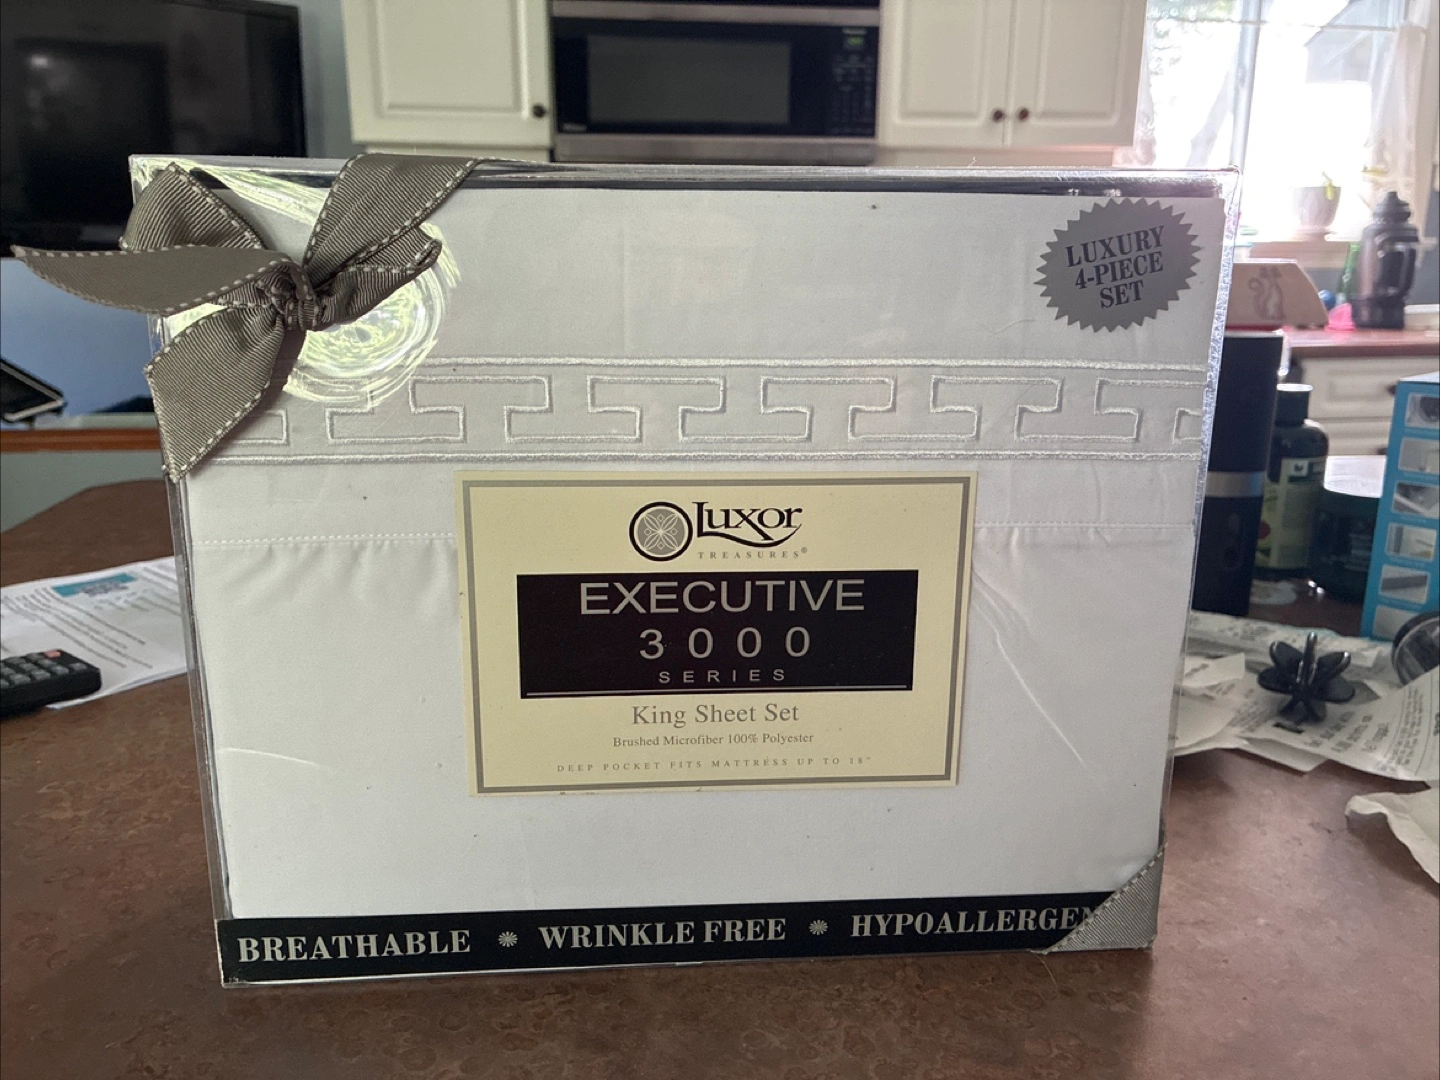 LUXURY
4-PIECE
SET
Luxor
TREASURES®
EXECUTIVE
3000
SERIES
King Sheet Set
Brushed Microfiber 100% Polyester
DEEP POCKET FITS MATTRESS UP TO 18"
BREATHABLE ❋ WRINKLE FREE ❋ HYPOALLERGEN